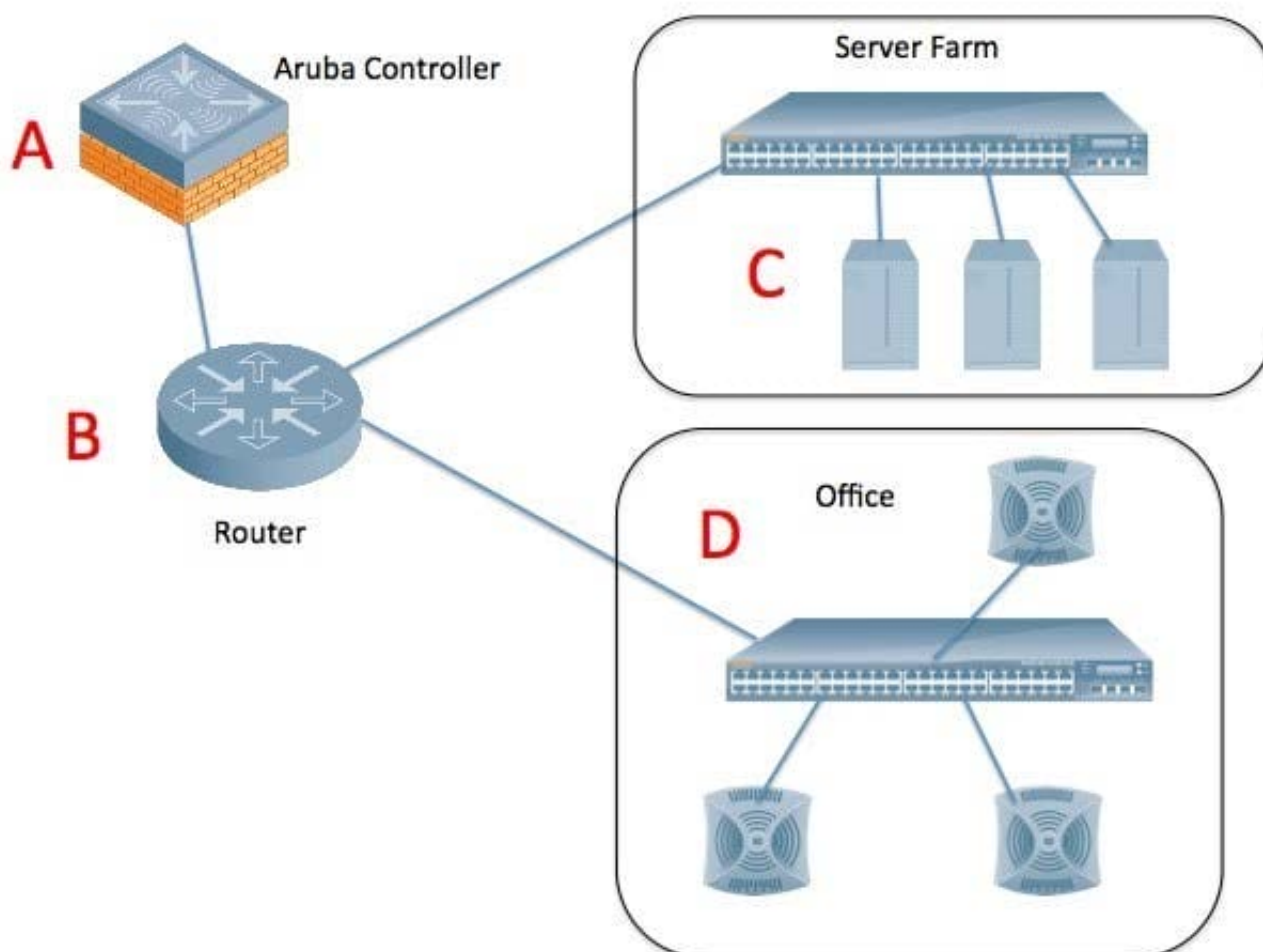 Aruba Controller
A
B
Router
Server Farm
C
Office
D